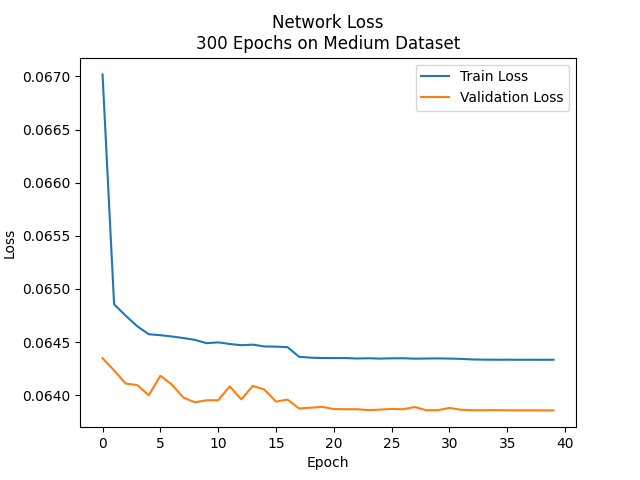 Network Loss
300 Epochs on Medium Dataset
Train Loss
Validation Loss
0.0670
0.0665
0.0660
0.0655
0.0650
0.0645
0.0640
Loss
0 5 10 15 20 25 30 35 40
Epoch